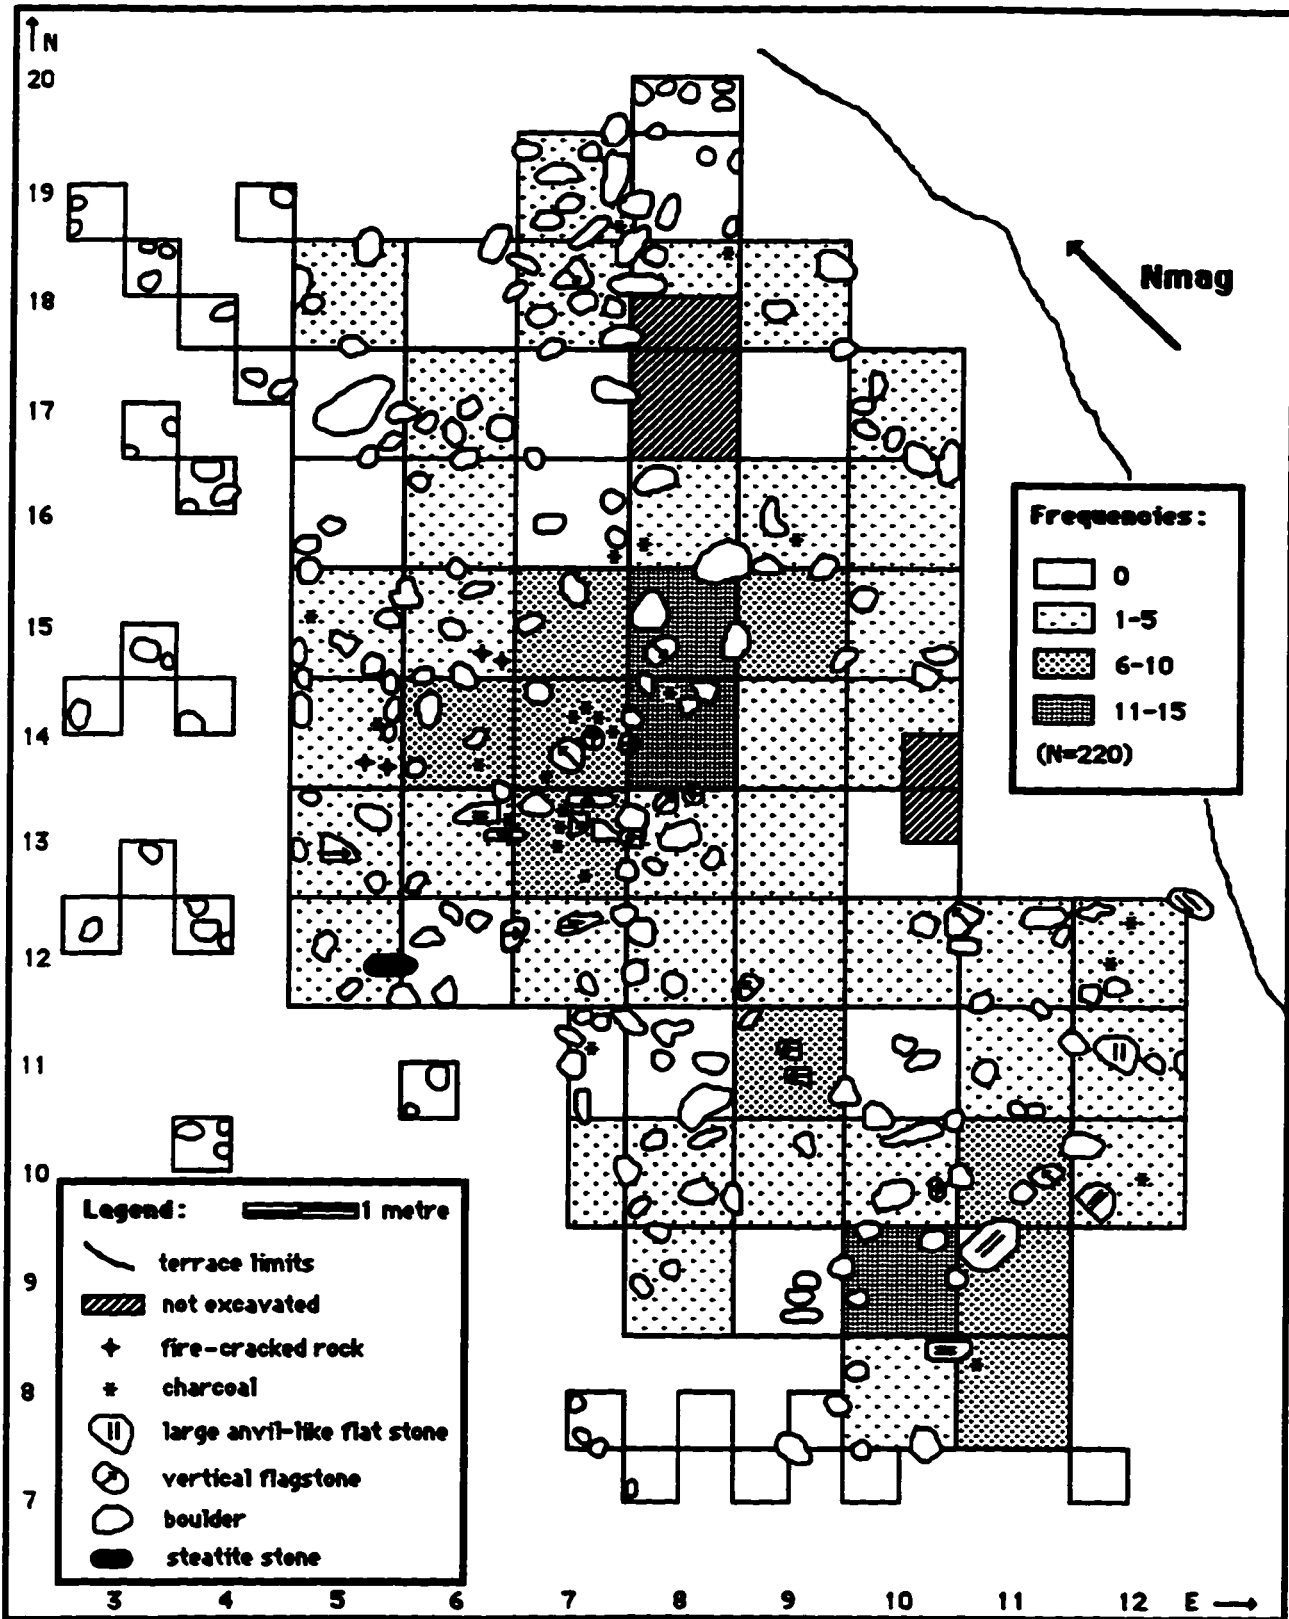 N
20
19
18
17
16
15
14
13
12
11
10
9
8
7
Nmag
Frequencies:
0
1-5
6-10
11-15
(N=220)
Legend: 1 metre
terrace limits
not excavated
fire-cracked rock
charcoal
large anvil-like flat stone
vertical flagstone
boulder
steatite stone
3 4 5 6 7 8 9 10 11 12 E